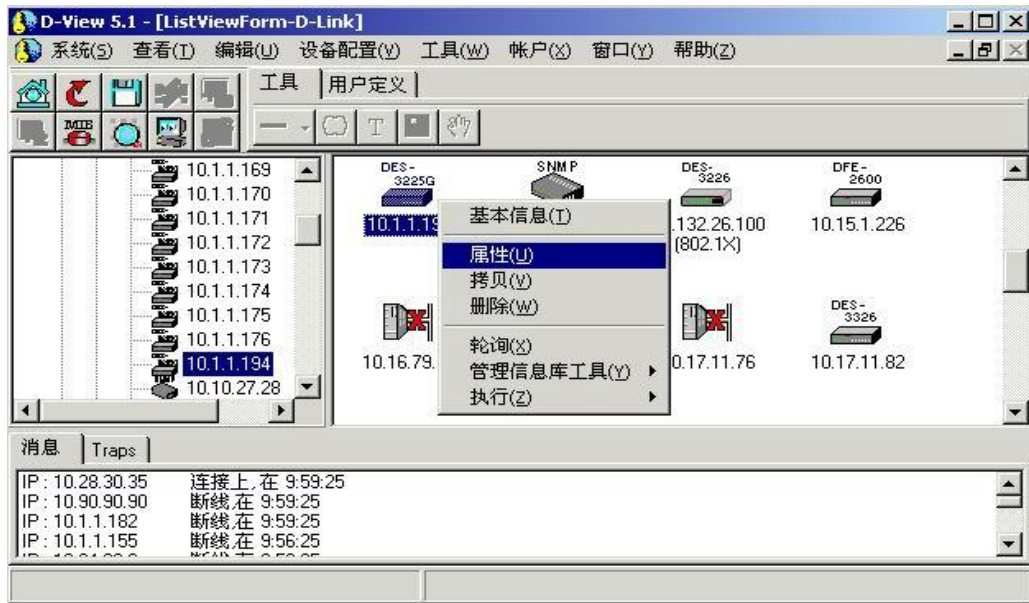 D-View 5.1 - [ListViewForm-D-Link]
系统(S) 查看(T) 编辑(U) 设备配置(V) 工具(W) 帐户(X) 窗口(Y) 帮助(Z)
工具 用户定义
MIB
T
10.1.1.169
10.1.1.170
10.1.1.171
10.1.1.172
10.1.1.173
10.1.1.174
10.1.1.175
10.1.1.176
10.1.1.194
10.10.27.28
DES-3225G
SNMP
DES-3226
DFE-2600
10.1.1.19
.132.26.100
(802.1X)
10.15.1.226
基本信息(T)
属性(U)
拷贝(V)
删除(W)
轮询(X)
管理信息库工具(Y)
执行(Z)
DES-3326
10.16.79.
0.17.11.76
10.17.11.82
消息 Traps
IP : 10.28.30.35 连接上,在 9:59:25
IP : 10.90.90.90 断线,在 9:59:25
IP : 10.1.1.182 断线,在 9:59:25
IP : 10.1.1.155 断线,在 9:56:25